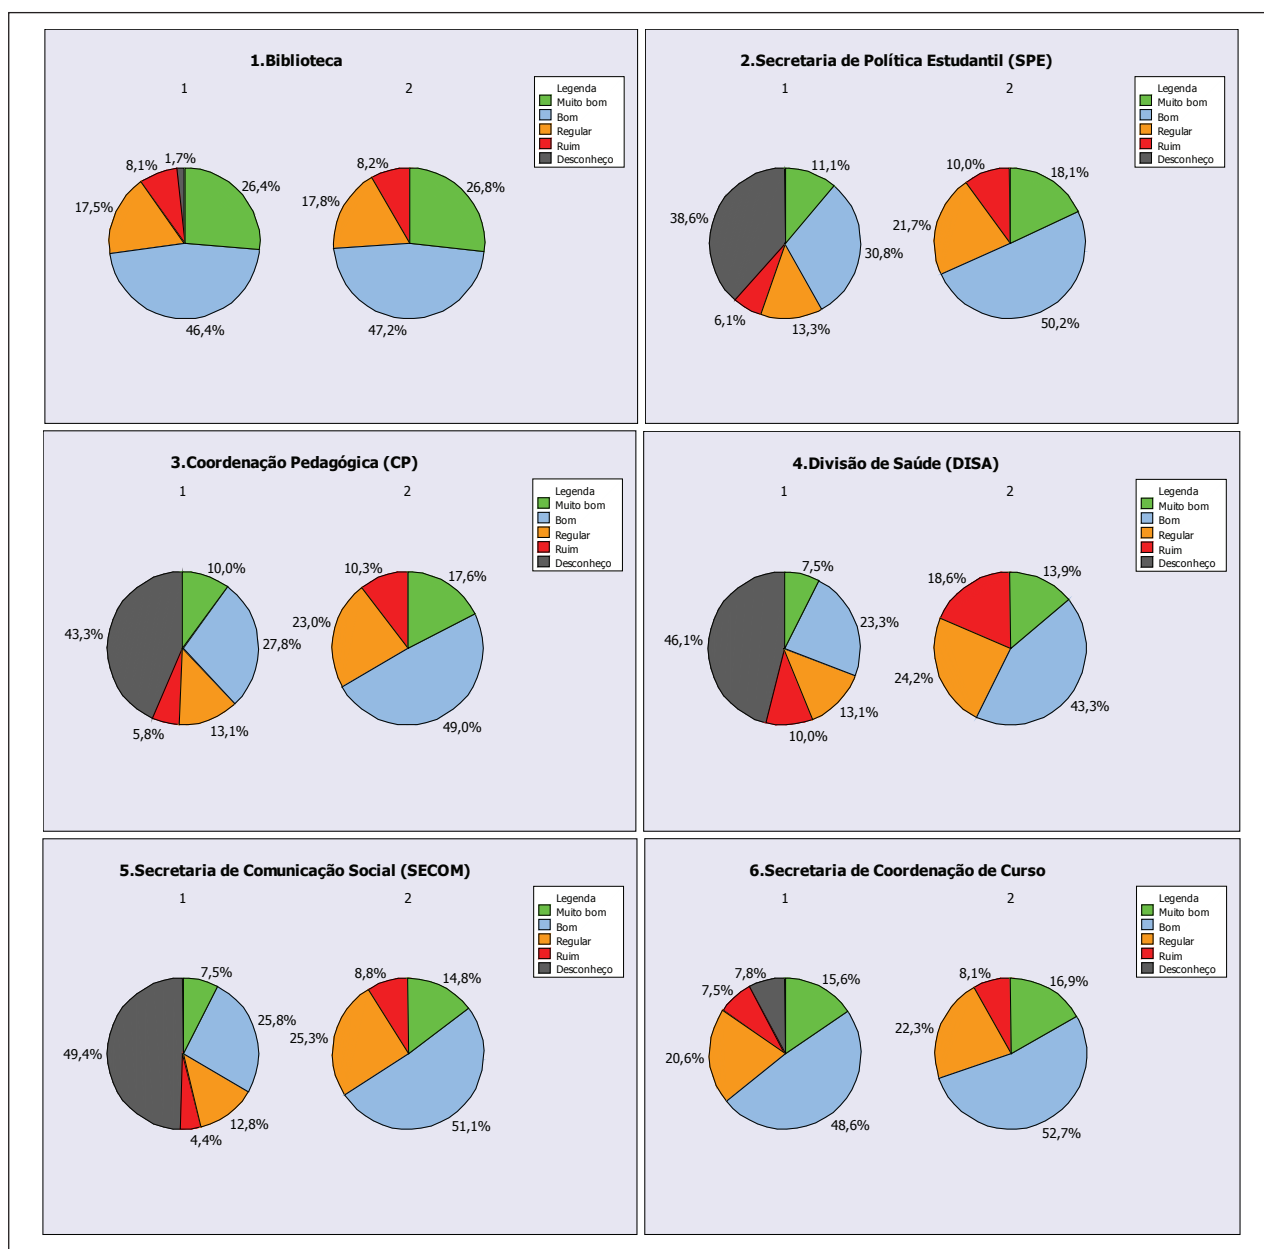 1.Biblioteca
1 2
Legenda
Muito bom
Bom
Regular
Ruim
Desconheço
8,1% 1,7% 26,4% 17,5% 46,4%
8,2% 26,8% 17,8% 47,2%
2.Secretaria de Política Estudantil (SPE)
1 2
Legenda
Muito bom
Bom
Regular
Ruim
Desconheço
11,1% 38,6% 30,8% 6,1% 13,3%
10,0% 18,1% 21,7% 50,2%
3.Coordenação Pedagógica (CP)
1 2
Legenda
Muito bom
Bom
Regular
Ruim
Desconheço
10,0% 43,3% 27,8% 5,8% 13,1%
10,3% 17,6% 23,0% 49,0%
4.Divisão de Saúde (DISA)
1 2
Legenda
Muito bom
Bom
Regular
Ruim
Desconheço
7,5% 46,1% 23,3% 13,1% 10,0%
18,6% 13,9% 24,2% 43,3%
5.Secretaria de Comunicação Social (SECOM)
1 2
Legenda
Muito bom
Bom
Regular
Ruim
Desconheço
7,5% 25,8% 49,4% 12,8% 4,4%
8,8% 14,8% 25,3% 51,1%
6.Secretaria de Coordenação de Curso
1 2
Legenda
Muito bom
Bom
Regular
Ruim
Desconheço
7,8% 15,6% 7,5% 20,6% 48,6%
8,1% 16,9% 22,3% 52,7%